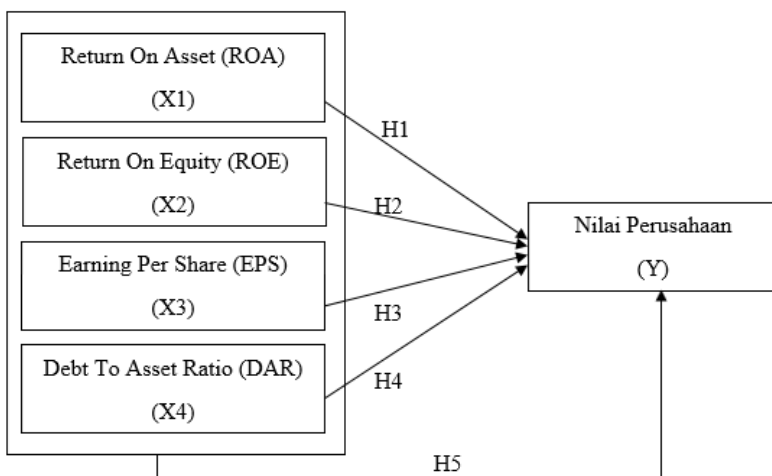 Return On Asset (ROA)
(X1)
H1
Return On Equity (ROE)
(X2)
H2
Earning Per Share (EPS)
(X3)
H3
Debt To Asset Ratio (DAR)
(X4)
H4
Nilai Perusahaan
(Y)
H5